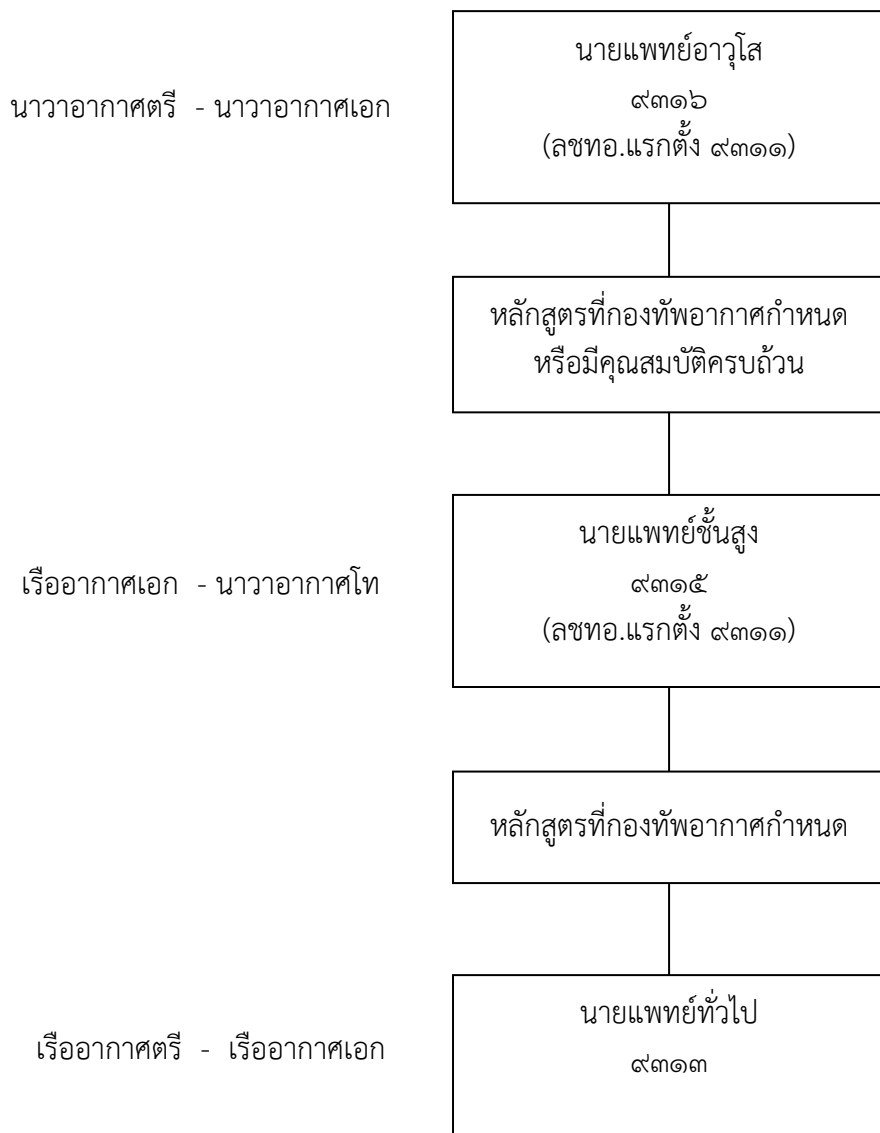 นายแพทย์อาวุโส
นาวาอากาศตรี - นาวาอากาศเอก
๙๓๑๖
(ลชทอ.แรกตั้ง ๙๓๑๑)
หลักสูตรที่กองทัพอากาศกำหนด
หรือมีคุณสมบัติครบถ้วน
นายแพทย์ชั้นสูง
เรืออากาศเอก - นาวาอากาศโท
๙๓๑๕
(ลชทอ.แรกตั้ง ๙๓๑๑)
หลักสูตรที่กองทัพอากาศกำหนด
นายแพทย์ทั่วไป
เรืออากาศตรี - เรืออากาศเอก
๙๓๑๓